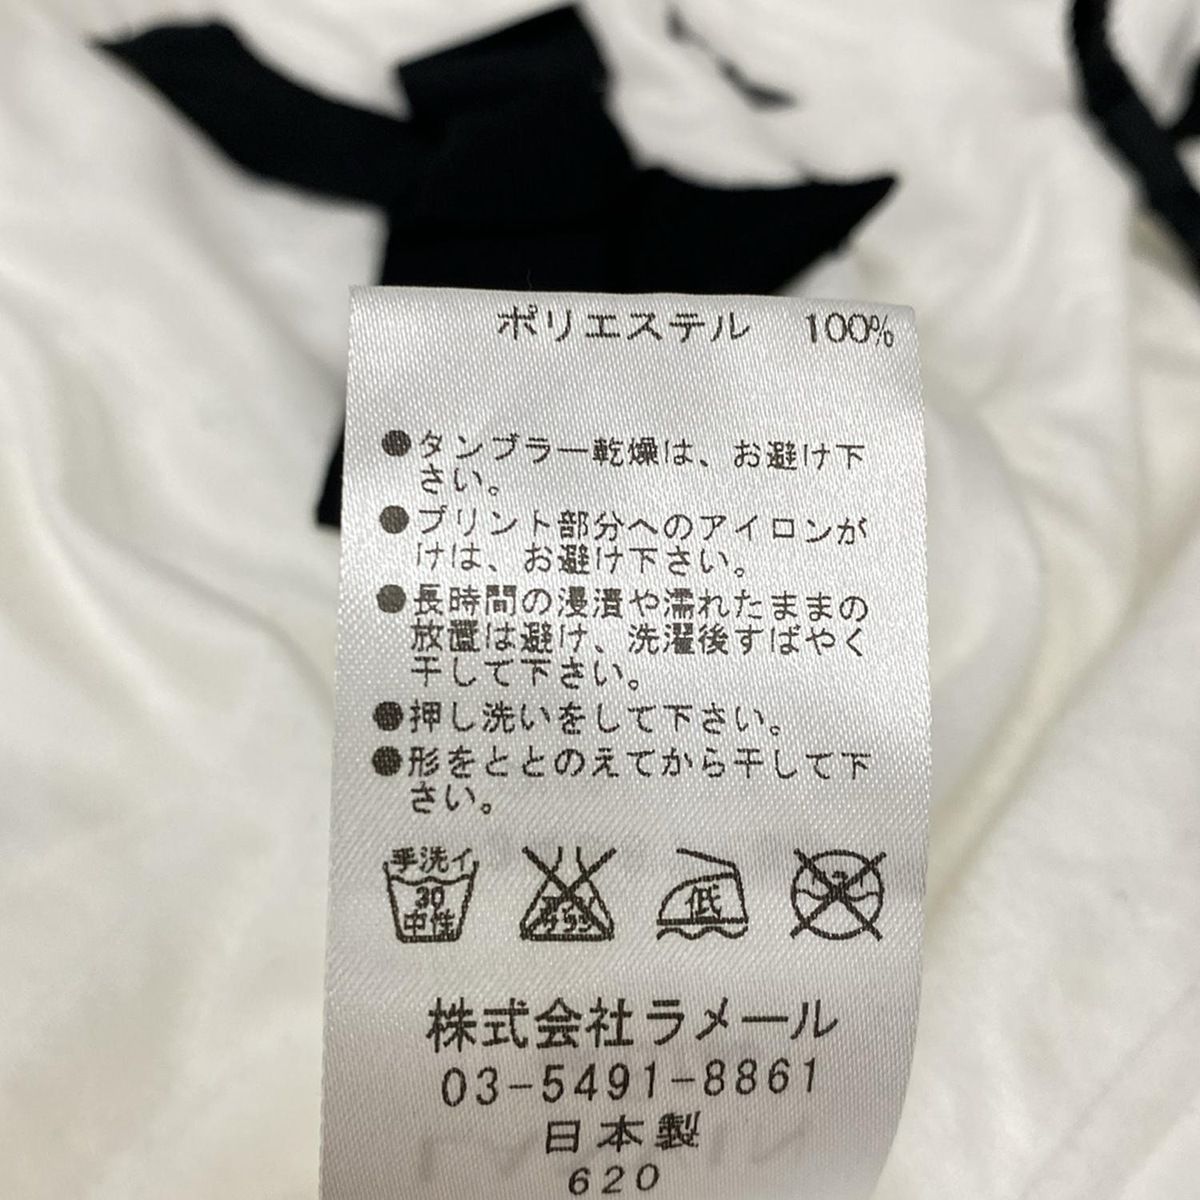 ポリエステル 100%
●タンブラー乾燥は、お避け下
さい。
●プリント部分へのアイロンが
けは、お避け下さい。
●長時間の浸漬や濡れたままの
放置は避け、洗濯後すばやく
干して下さい。
●押し洗いをして下さい。
●形をととのえてから干して下
さい。
手洗イ
30
中性
エンソ
サラシ
低
株式会社ラメール
03-5491-8861
日本製
620